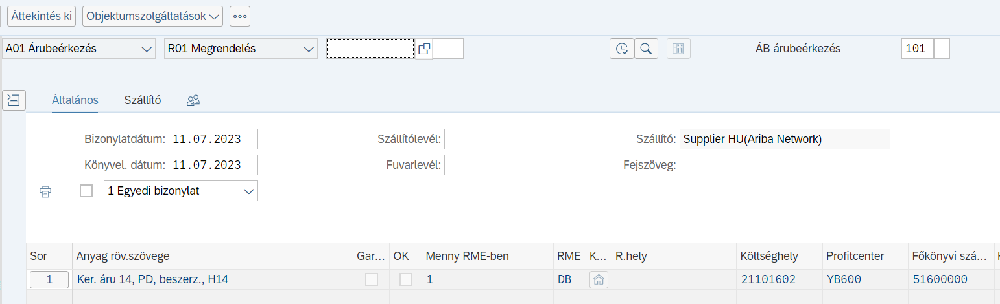 Áttekintés ki Objektumszolgáltatások
A01 Árubeérkezés R01 Megrendelés ÁB árubeérkezés 101
Általános Szállító
Bizonylatdátum: 11.07.2023 Szállítólevél: Szállító: Supplier HU(Ariba Network)
Könyvel. dátum: 11.07.2023 Fuvarlevél: Fejszöveg:
1 Egyedi bizonylat
Sor Anyag röv.szövege Gar... OK Menny RME-ben RME K... R.hely Költséghely Profitcenter Főkönyvi szá...
1 Ker. áru 14, PD, beszerz., H14 1 DB 21101602 YB600 51600000